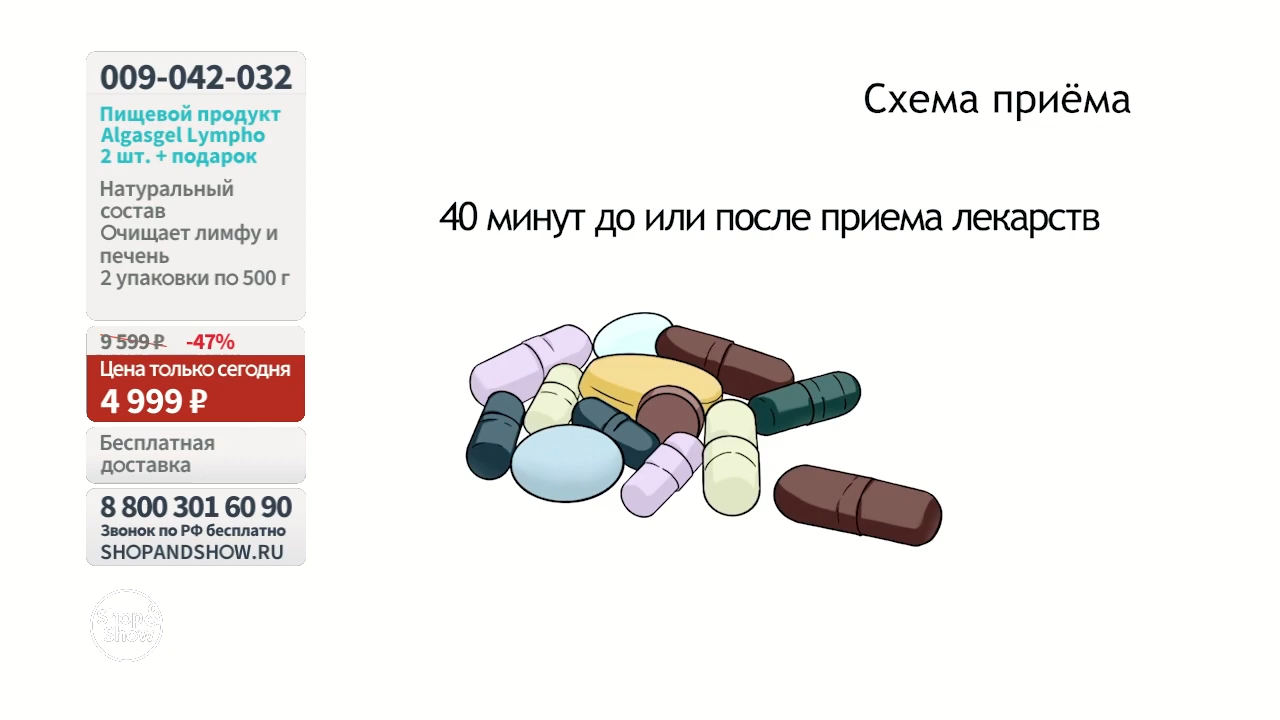 009-042-032
Пищевой продукт
Algasgel Lympho
2 шт. + подарок
Натуральный
состав
Очищает лимфу и
печень
2 упаковки по 500 г
9 599 ₽ -47%
Цена только сегодня
4 999 ₽
Бесплатная
доставка
8 800 301 60 90
Звонок по РФ бесплатно
SHOPANDSHOW.RU
Shop&
Show
Схема приёма
40 минут до или после приема лекарств